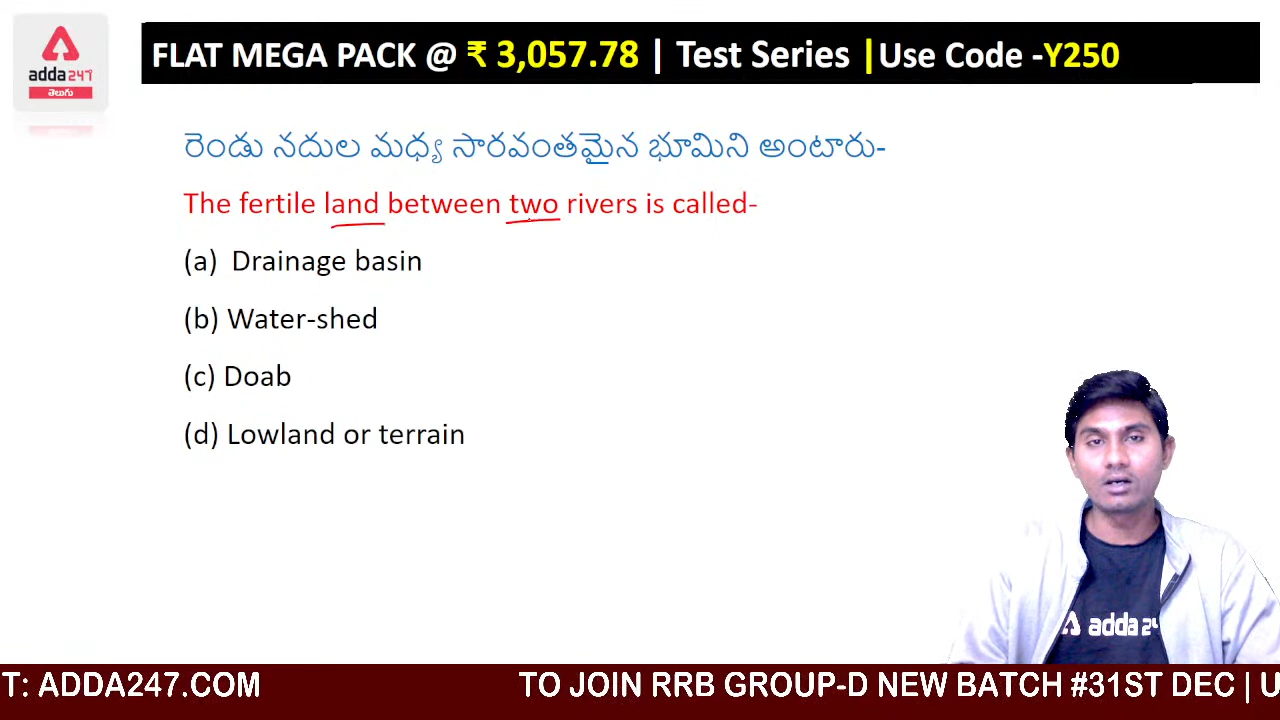 FLAT MEGA PACK @ ₹ 3,057.78 | Test Series |Use Code -Y250
adda247
తెలుగు
రెండు నదుల మధ్య సారవంతమైన భూమిని అంటారు-
The fertile land between two rivers is called-
(a) Drainage basin
(b) Water-shed
(c) Doab
(d) Lowland or terrain
adda 24
T: ADDA247.COM TO JOIN RRB GROUP-D NEW BATCH #31ST DEC | U